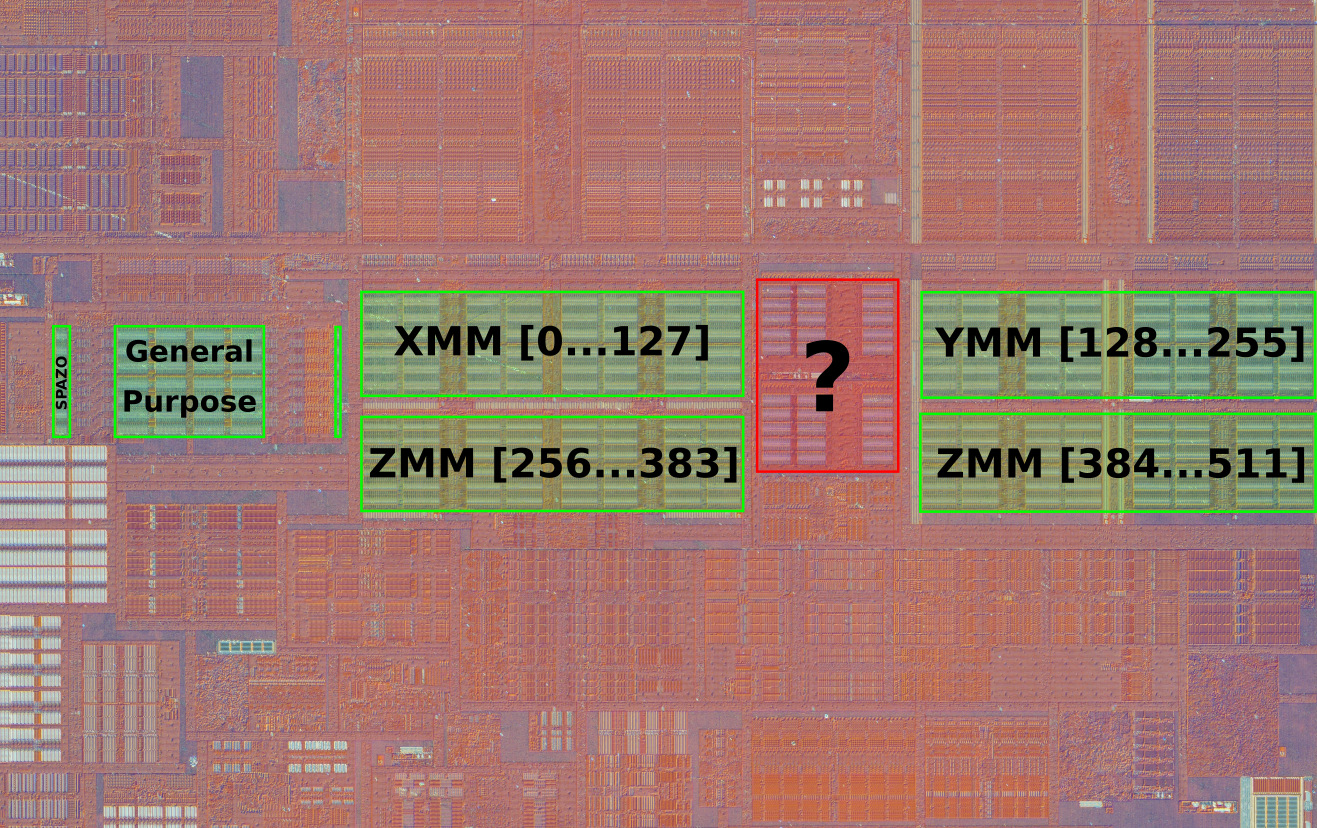 XMM [0...127]
?
YMM [128...255]
SPAZO
General
Purpose
ZMM [256...383]
ZMM [384...511]